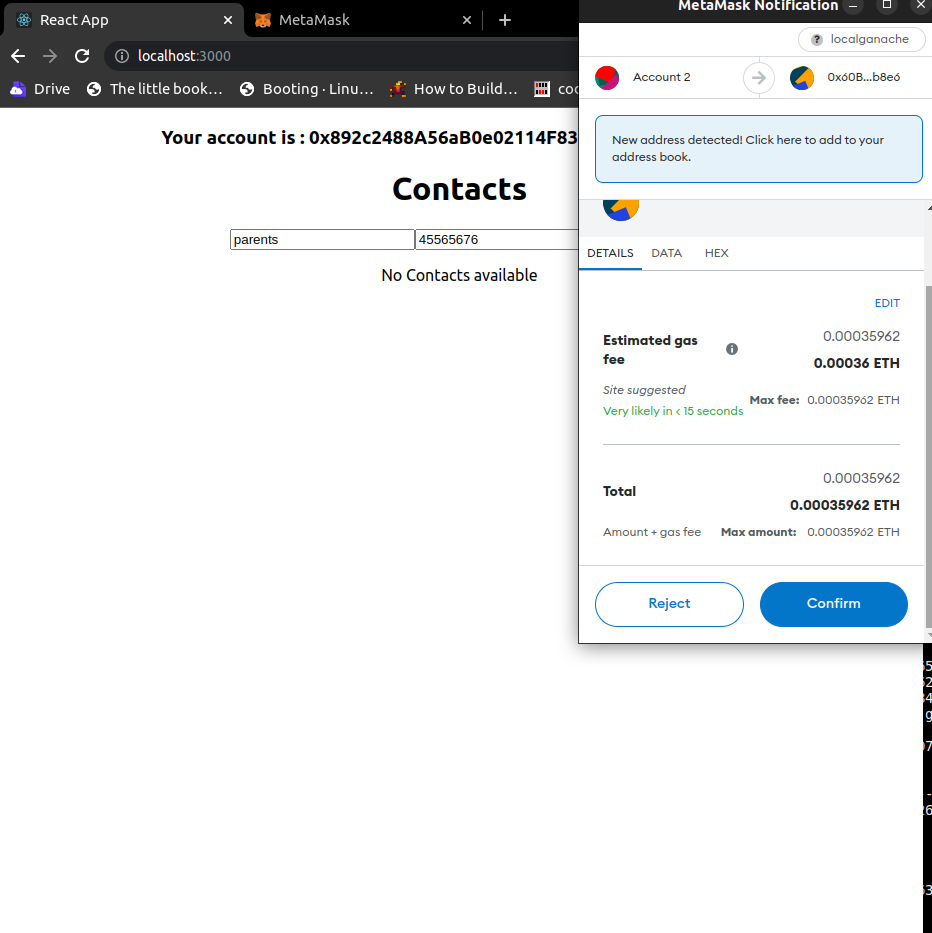 React App
MetaMask
localhost:3000
Drive
The little book...
Booting · Linu...
How to Build...
Your account is : 0x892c2488A56aB0e02114F83
Contacts
parents
45565676
No Contacts available
MetaMask Notification
localganache
Account 2
0x60B...b8e6
New address detected! Click here to add to your
address book.
DETAILS
DATA
HEX
EDIT
Estimated gas
fee
0.00035962
0.00036 ETH
Site suggested
Very likely in < 15 seconds
Max fee: 0.00035962 ETH
Total
0.00035962
0.00035962 ETH
Amount + gas fee
Max amount: 0.00035962 ETH
Reject
Confirm